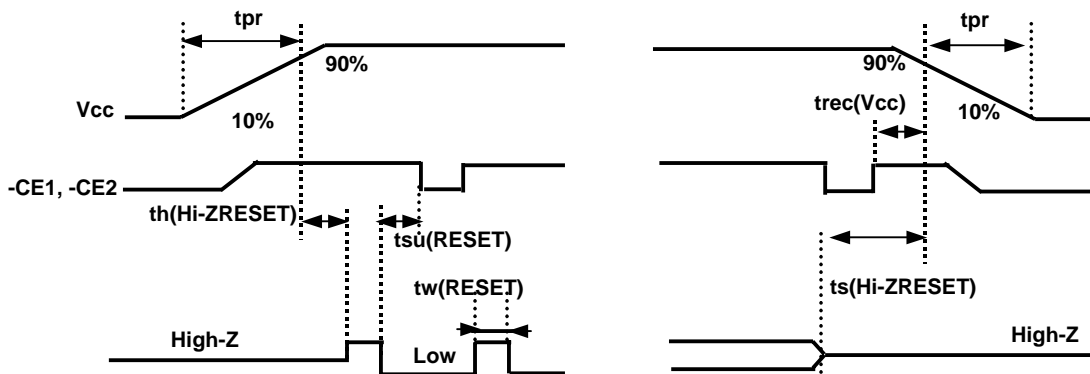 tpr
90%
Vcc
10%
-CE1, -CE2
th(Hi-ZRESET)
tsu(RESET)
tw(RESET)
High-Z
Low
tpr
90%
trec(Vcc)
10%
ts(Hi-ZRESET)
High-Z